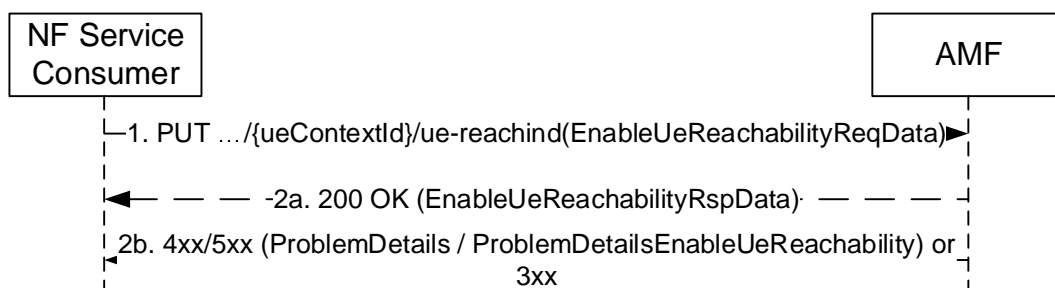 NF Service
Consumer
AMF
1. PUT …/{ueContextId}/ue-reachind(EnableUeReachabilityReqData)
2a. 200 OK (EnableUeReachabilityRspData)
2b. 4xx/5xx (ProblemDetails / ProblemDetailsEnableUeReachability) or
3xx